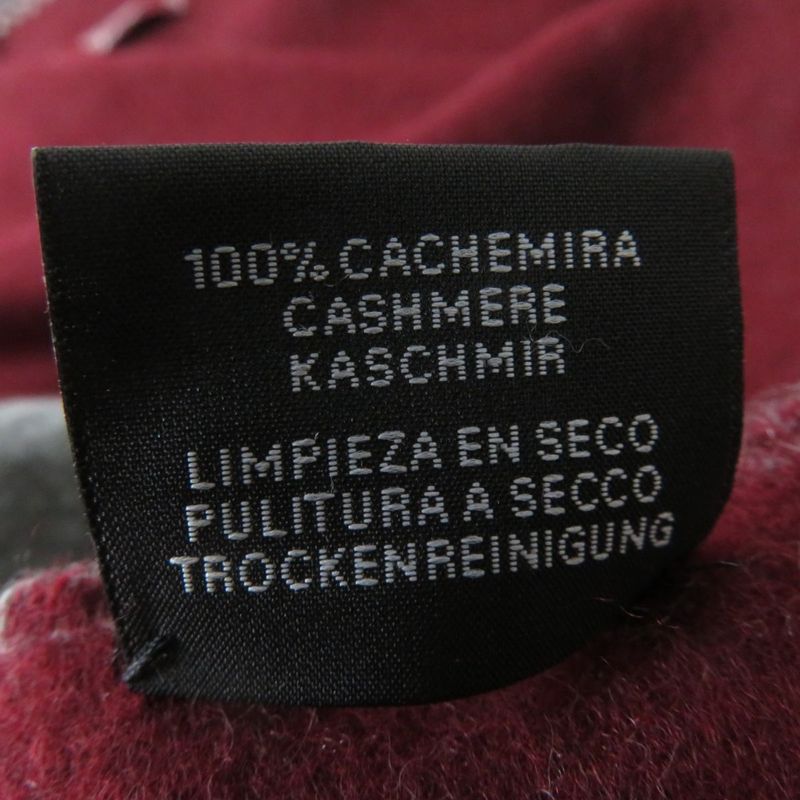 100% CACHEMIRA
CASHMERE
KASCHMIR
LIMPIEZA EN SECO
PULITURA A SECCO
TROCKENREINIGUNG